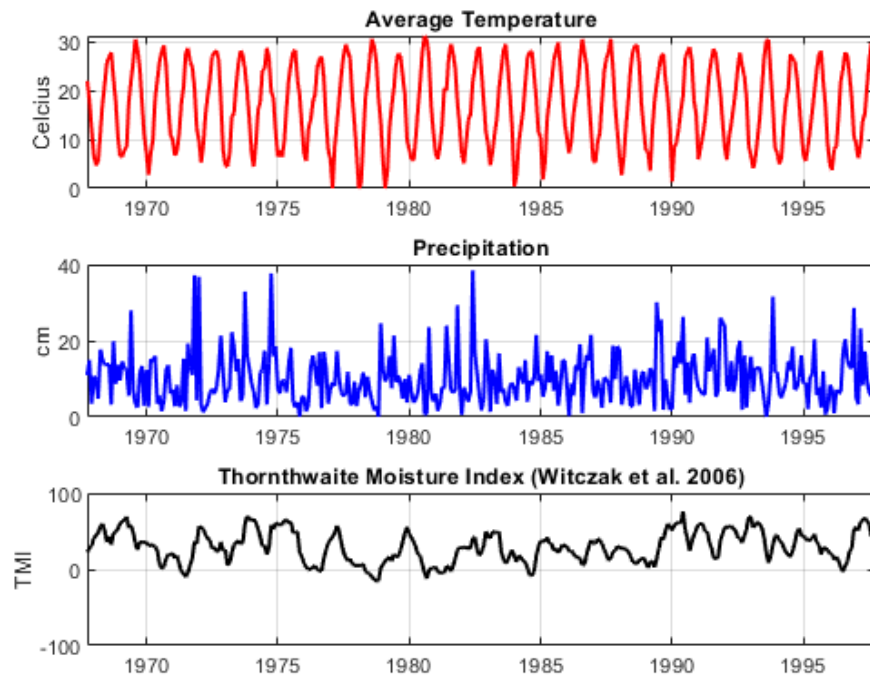 Average Temperature
30
20
10
0
Celcius
1970 1975 1980 1985 1990 1995
Precipitation
40
20
0
cm
1970 1975 1980 1985 1990 1995
Thornthwaite Moisture Index (Witczak et al. 2006)
100
0
-100
TMI
1970 1975 1980 1985 1990 1995